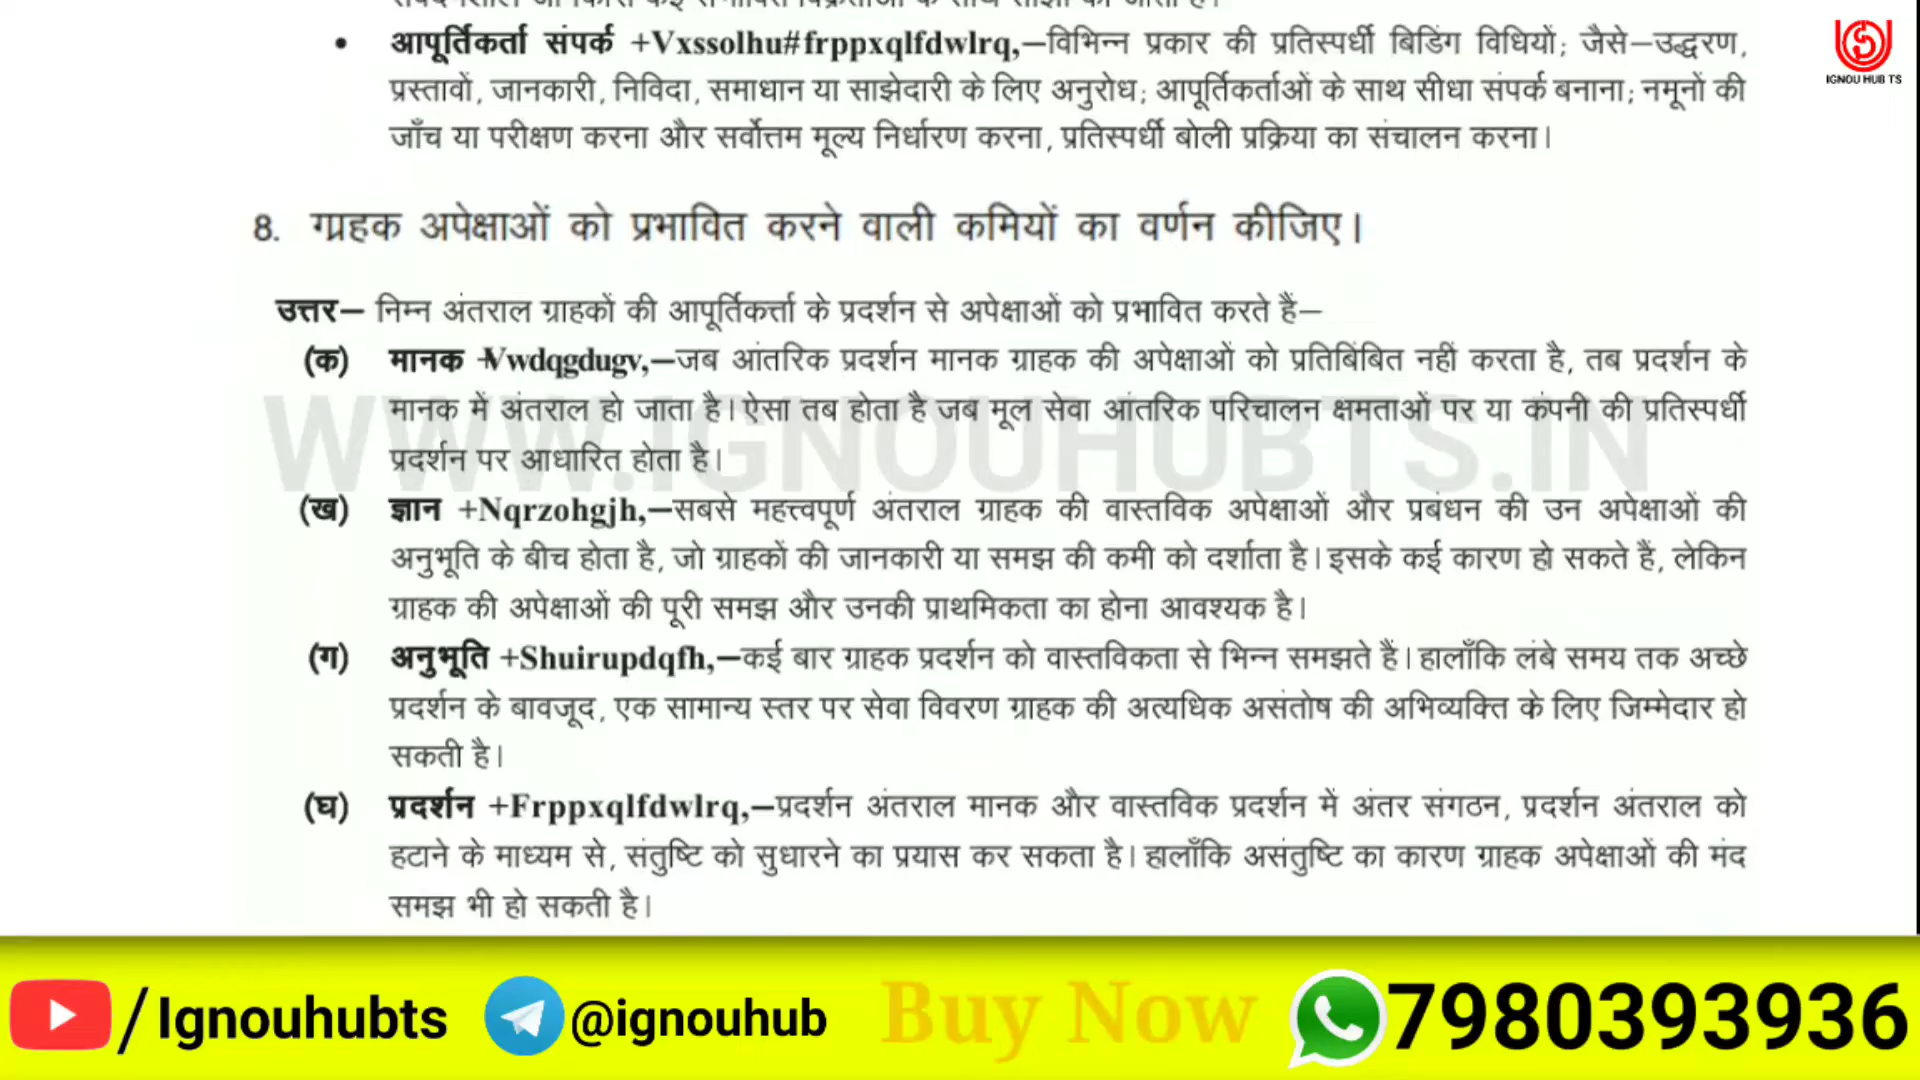 आपूर्तिकर्ता संपर्क +Vxssolhu#frppxqlfdwlrq,—विभिन्न प्रकार की प्रतिस्पर्धी बिडिंग विधियों; जैसे—उद्धरण,
प्रस्तावों, जानकारी, निविदा, समाधान या साझेदारी के लिए अनुरोध; आपूर्तिकर्ताओं के साथ सीधा संपर्क बनाना; नमूनों की
जाँच या परीक्षण करना और सर्वोत्तम मूल्य निर्धारण करना, प्रतिस्पर्धी बोली प्रक्रिया का संचालन करना।
IGNOU HUB TS
8. ग्राहक अपेक्षाओं को प्रभावित करने वाली कमियों का वर्णन कीजिए।
उत्तर— निम्न अंतराल ग्राहकों की आपूर्तिकर्त्ता के प्रदर्शन से अपेक्षाओं को प्रभावित करते हैं—
(क) मानक +Vwdqgdugv,—जब आंतरिक प्रदर्शन मानक ग्राहक की अपेक्षाओं को प्रतिबिंबित नहीं करता है, तब प्रदर्शन के
मानक में अंतराल हो जाता है। ऐसा तब होता है जब मूल सेवा आंतरिक परिचालन क्षमताओं पर या कंपनी की प्रतिस्पर्धी
प्रदर्शन पर आधारित होता है।
WWW.IGNOUHUBTS.IN
(ख) ज्ञान +Nqrzohgjh,—सबसे महत्त्वपूर्ण अंतराल ग्राहक की वास्तविक अपेक्षाओं और प्रबंधन की उन अपेक्षाओं की
अनुभूति के बीच होता है, जो ग्राहकों की जानकारी या समझ की कमी को दर्शाता है। इसके कई कारण हो सकते हैं, लेकिन
ग्राहक की अपेक्षाओं की पूरी समझ और उनकी प्राथमिकता का होना आवश्यक है।
(ग) अनुभूति +Shuirupdqfh,—कई बार ग्राहक प्रदर्शन को वास्तविकता से भिन्न समझते हैं। हालाँकि लंबे समय तक अच्छे
प्रदर्शन के बावजूद, एक सामान्य स्तर पर सेवा विवरण ग्राहक की अत्यधिक असंतोष की अभिव्यक्ति के लिए जिम्मेदार हो
सकती है।
(घ) प्रदर्शन +Frppxqlfdwlrq,—प्रदर्शन अंतराल मानक और वास्तविक प्रदर्शन में अंतर संगठन, प्रदर्शन अंतराल को
हटाने के माध्यम से, संतुष्टि को सुधारने का प्रयास कर सकता है। हालाँकि असंतुष्टि का कारण ग्राहक अपेक्षाओं की मंद
समझ भी हो सकती है।
/Ignouhubts @ignouhub Buy Now 7980393936